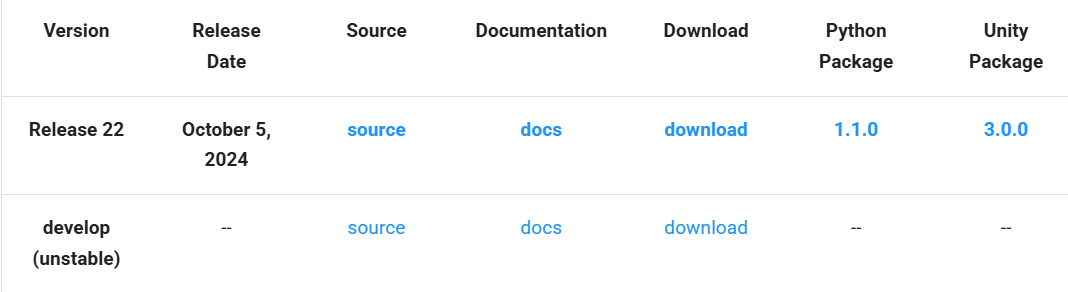 Version Release Date Source Documentation Download Python Package Unity Package
Release 22 October 5, 2024 source docs download 1.1.0 3.0.0
develop (unstable) -- source docs download -- --